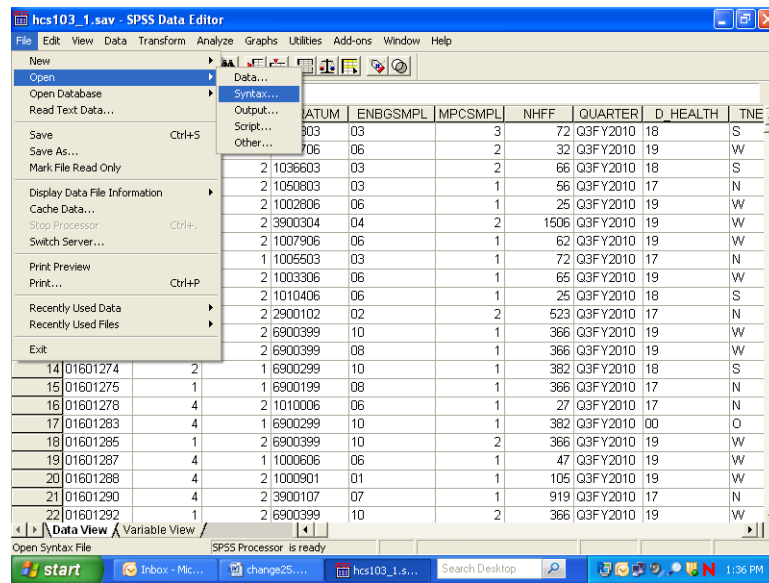 hcs103_1.sav - SPSS Data Editor
File Edit View Data Transform Analyze Graphs Utilities Add-ons Window Help
New
Open
Open Database
Read Text Data...
Save Ctrl+S
Save As...
Mark File Read Only
Display Data File Information
Cache Data...
Stop Processor Ctrl+.
Switch Server...
Print Preview
Print... Ctrl+P
Recently Used Data
Recently Used Files
Exit
Data...
Syntax...
Output...
Script...
Other...
ATUM ENBGSMPL MPCSMPL NHFF QUARTER D_HEALTH TNE
803 03 3 72 Q3FY2010 18 S
706 06 2 32 Q3FY2010 19 W
2 1036603 03 2 66 Q3FY2010 18 S
2 1050803 03 1 56 Q3FY2010 17 N
2 1002806 06 1 25 Q3FY2010 19 W
2 3900304 04 2 1506 Q3FY2010 19 W
2 1007906 06 1 62 Q3FY2010 19 W
1 1005503 03 1 72 Q3FY2010 17 N
2 1003306 06 1 65 Q3FY2010 19 W
2 1010406 06 1 25 Q3FY2010 18 S
2 2900102 02 2 523 Q3FY2010 17 N
2 6900399 10 1 366 Q3FY2010 19 W
2 6900399 08 1 366 Q3FY2010 19 W
14 01601274 2 1 6900299 10 1 382 Q3FY2010 18 S
15 01601275 1 1 6900199 08 1 366 Q3FY2010 17 N
16 01601278 4 2 1010006 06 1 27 Q3FY2010 17 N
17 01601283 4 1 6900299 10 1 382 Q3FY2010 00 O
18 01601285 1 2 6900399 10 2 366 Q3FY2010 19 W
19 01601287 4 1 1000606 06 1 47 Q3FY2010 19 W
20 01601288 4 2 1000901 01 1 105 Q3FY2010 19 W
21 01601290 4 2 3900107 07 1 919 Q3FY2010 17 N
22 01601292 1 2 6900399 10 2 366 Q3FY2010 19 W
Data View Variable View
Open Syntax File SPSS Processor is ready
start Inbox - Mic... change25.... hcs103_1.s... Search Desktop N 1:36 PM